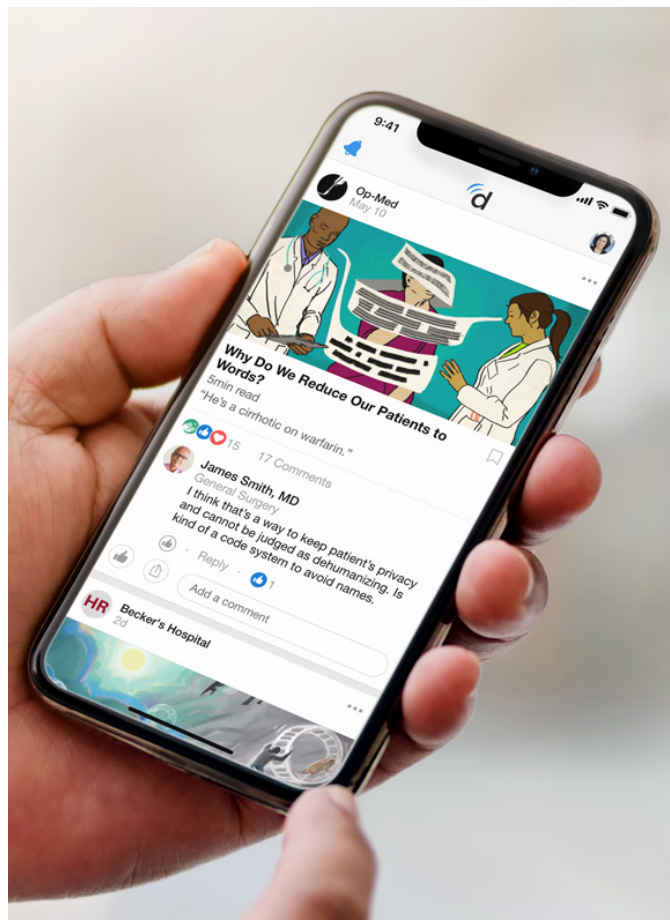 9:41
d
Op-Med
May 10
Why Do We Reduce Our Patients to
Words?
5min read
"He's a cirrhotic on warfarin."
15 17 Comments
James Smith, MD
General Surgery
I think that's a way to keep patient's privacy
and cannot be judged as dehumanizing. Is
kind of a code system to avoid names.
Reply 1
Add a comment
HR
Becker's Hospital
2d